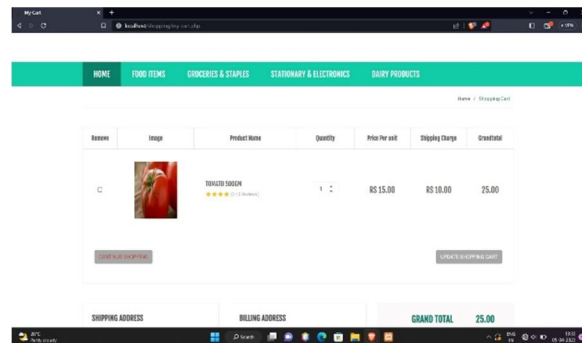 My Cart
localhost/shopping/my-cart.php
HOME FOOD ITEMS GROCERIES & STAPLES STATIONARY & ELECTRONICS DAIRY PRODUCTS
Home / Shopping Cart
Remove Image Product Name Quantity Price Per unit Shipping Charge Grandtotal
TOMATO 500GM
1 RS 15.00 RS 10.00 25.00
CONTINUE SHOPPING UPDATE SHOPPING CART
SHIPPING ADDRESS BILLING ADDRESS GRAND TOTAL 25.00
Search